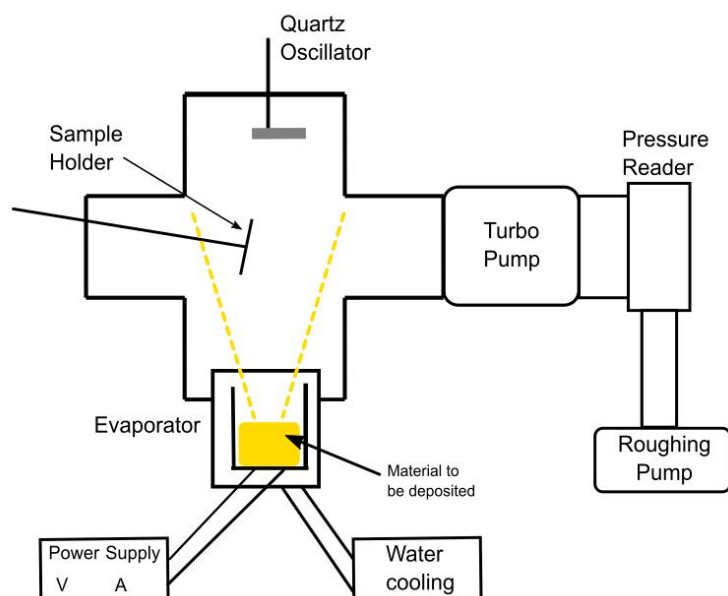 Quartz
Oscillator
Sample
Holder
Pressure
Reader
Turbo
Pump
Evaporator
Material to
be deposited
Roughing
Pump
Power Supply
V A
Water
cooling